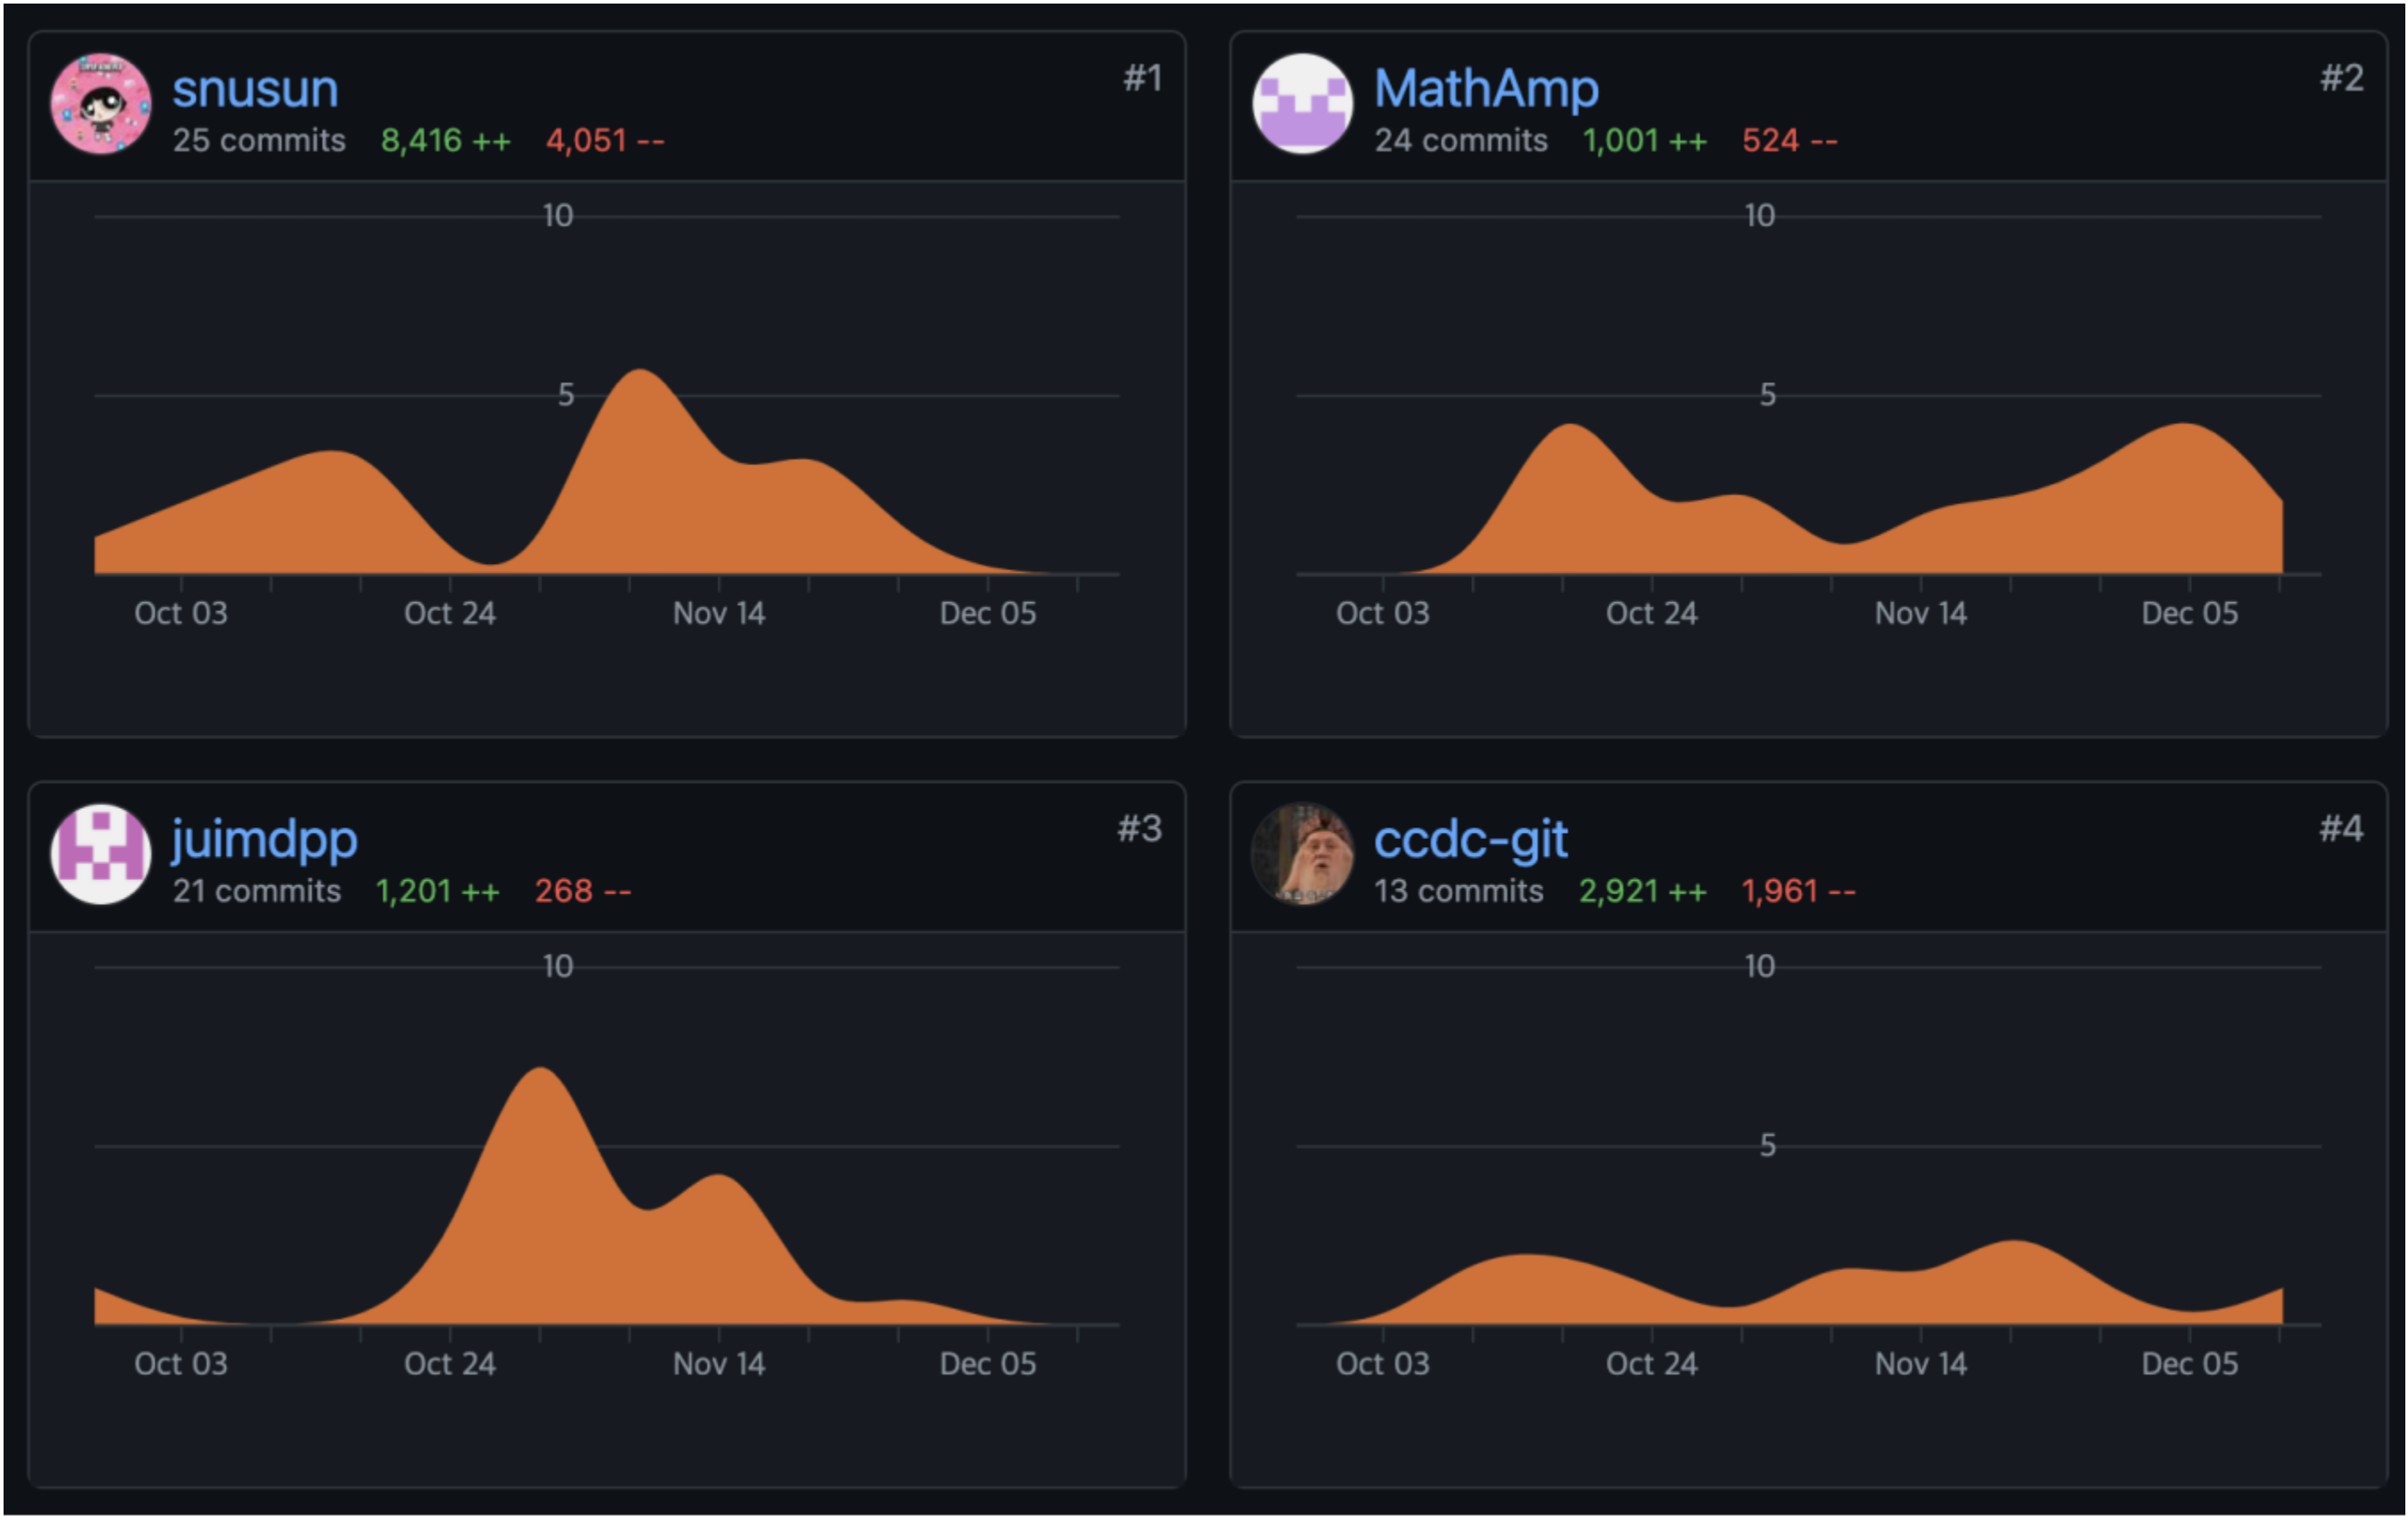 snusun
#1
25 commits 8,416 ++ 4,051 --
10
5
Oct 03 Oct 24 Nov 14 Dec 05
MathAmp
#2
24 commits 1,001 ++ 524 --
10
5
Oct 03 Oct 24 Nov 14 Dec 05
juimdpp
#3
21 commits 1,201 ++ 268 --
10
Oct 03 Oct 24 Nov 14 Dec 05
ccdc-git
#4
13 commits 2,921 ++ 1,961 --
10
5
Oct 03 Oct 24 Nov 14 Dec 05